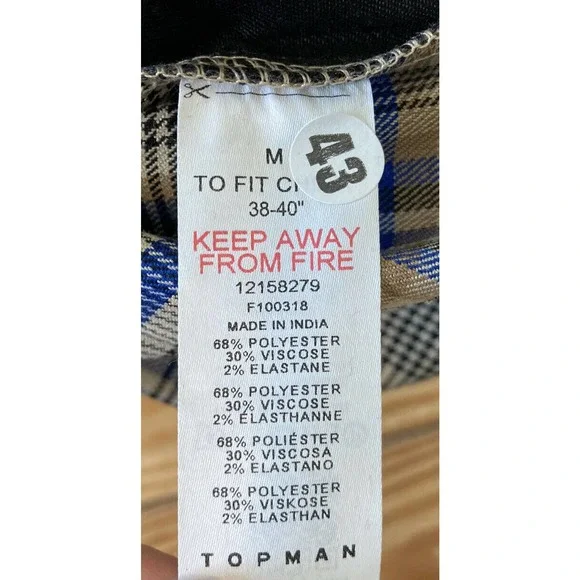 M
43
TO FIT
38-40"
KEEP AWAY
FROM FIRE
12158279
F100318
MADE IN INDIA
68% POLYESTER
30% VISCOSE
2% ELASTANE
68% POLYESTER
30% VISCOSE
2% ÉLASTHANNE
68% POLIÉSTER
30% VISCOSA
2% ELASTANO
68% POLYESTER
30% VISKOSE
2% ELASTHAN
TOPMAN